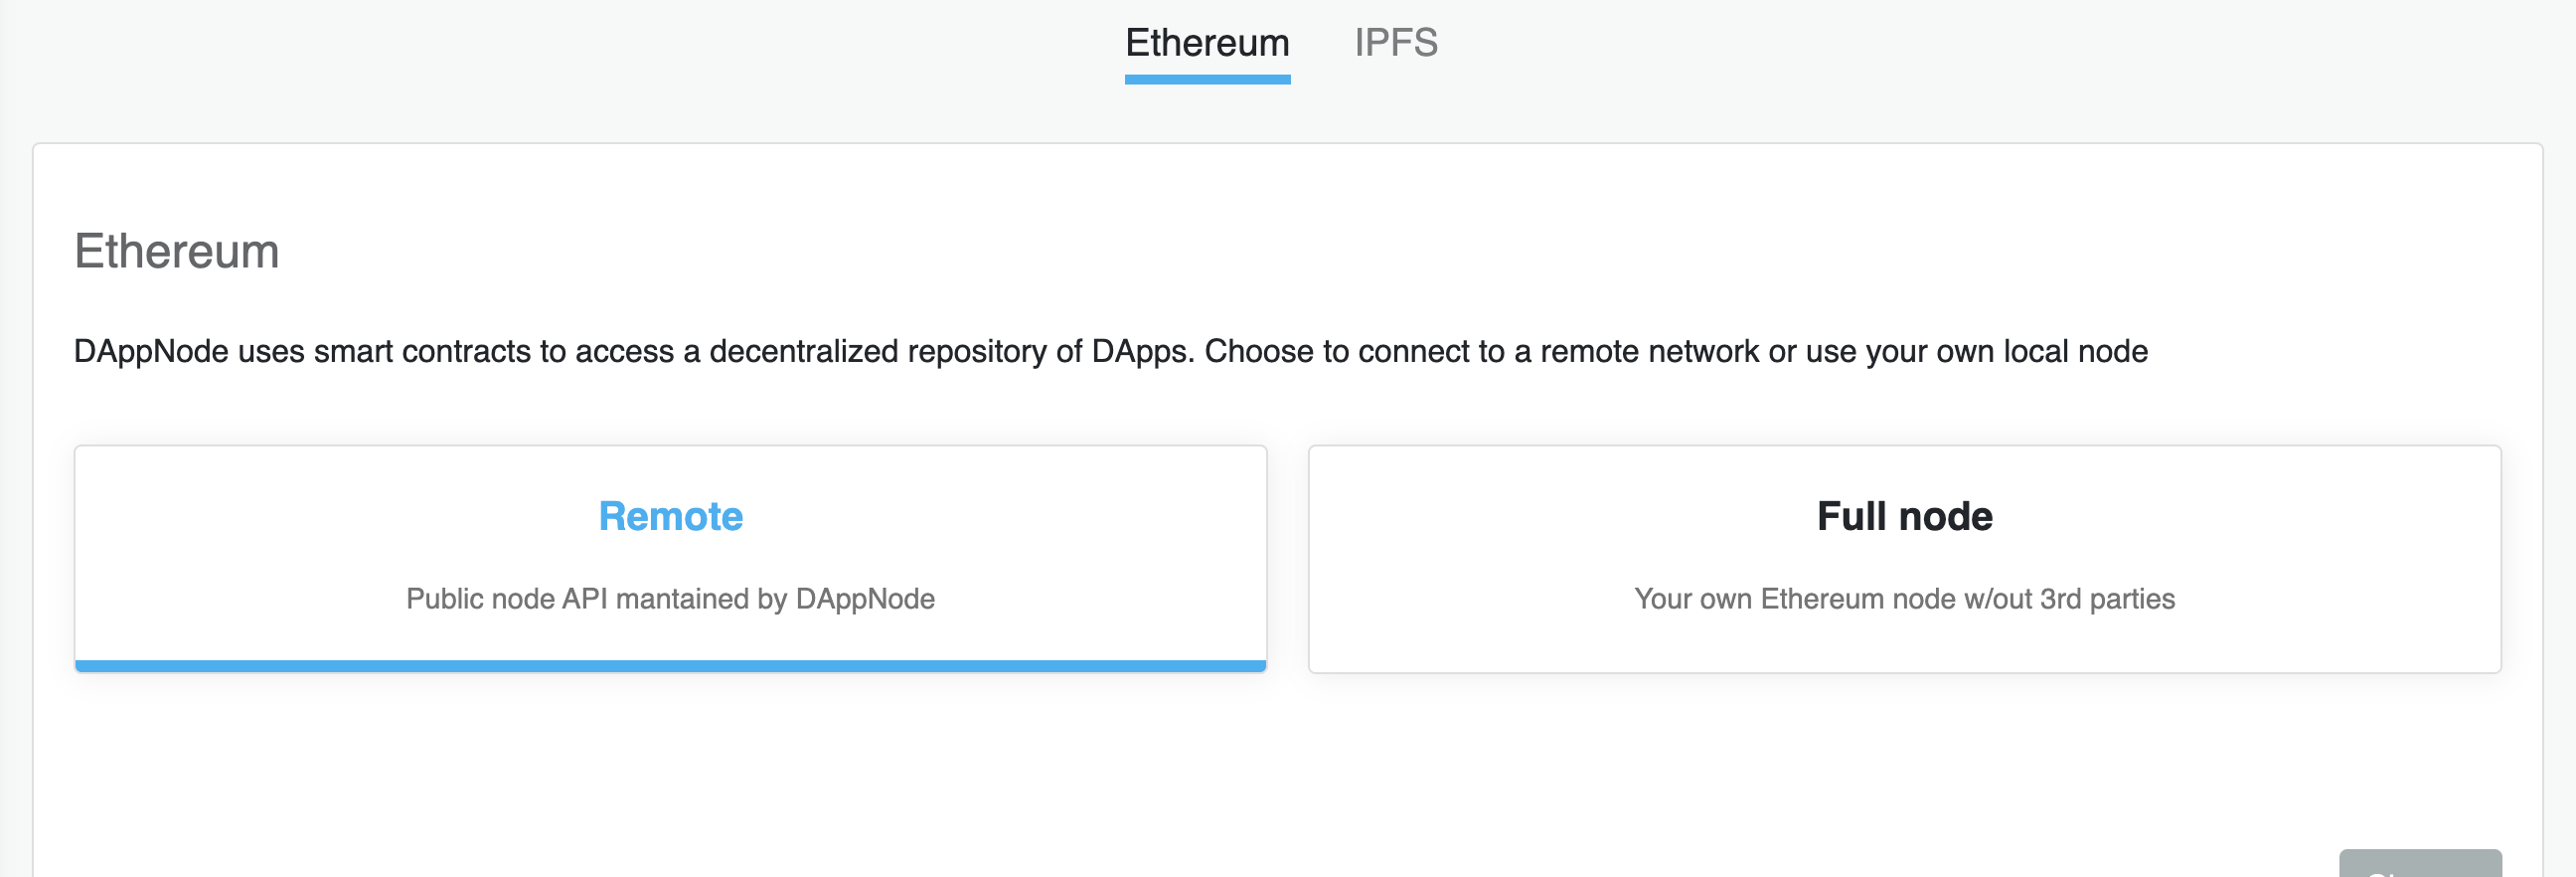 Ethereum IPFS
Ethereum
DAppNode uses smart contracts to access a decentralized repository of DApps. Choose to connect to a remote network or use your own local node
Remote
Public node API mantained by DAppNode
Full node
Your own Ethereum node w/out 3rd parties